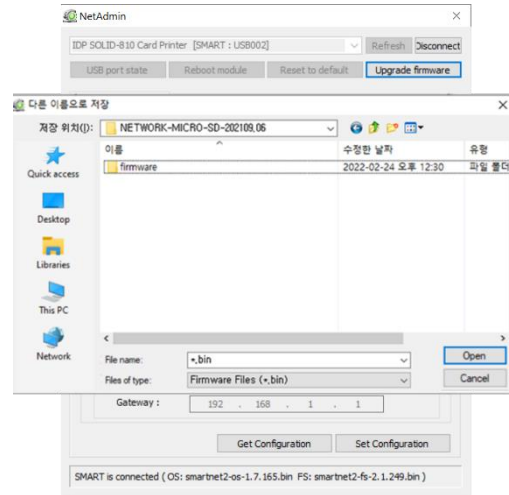 NetAdmin
IDP SOLID-810 Card Printer [SMART : USB002]
Refresh
Disconnect
USB port state
Reboot module
Reset to default
Upgrade firmware
다른 이름으로 저장
저장 위치(I):
NETWORK-MICRO-SD-202109,06
이름
수정한 날짜
유형
firmware
2022-02-24 오후 12:30
파일 폴더
Quick access
Desktop
Libraries
This PC
Network
File name:
*.bin
Open
Files of type:
Firmware Files (*.bin)
Cancel
Gateway :
192 . 168 . 1 . 1
Get Configuration
Set Configuration
SMART is connected ( OS: smartnet2-os-1.7.165.bin FS: smartnet2-fs-2.1.249.bin )